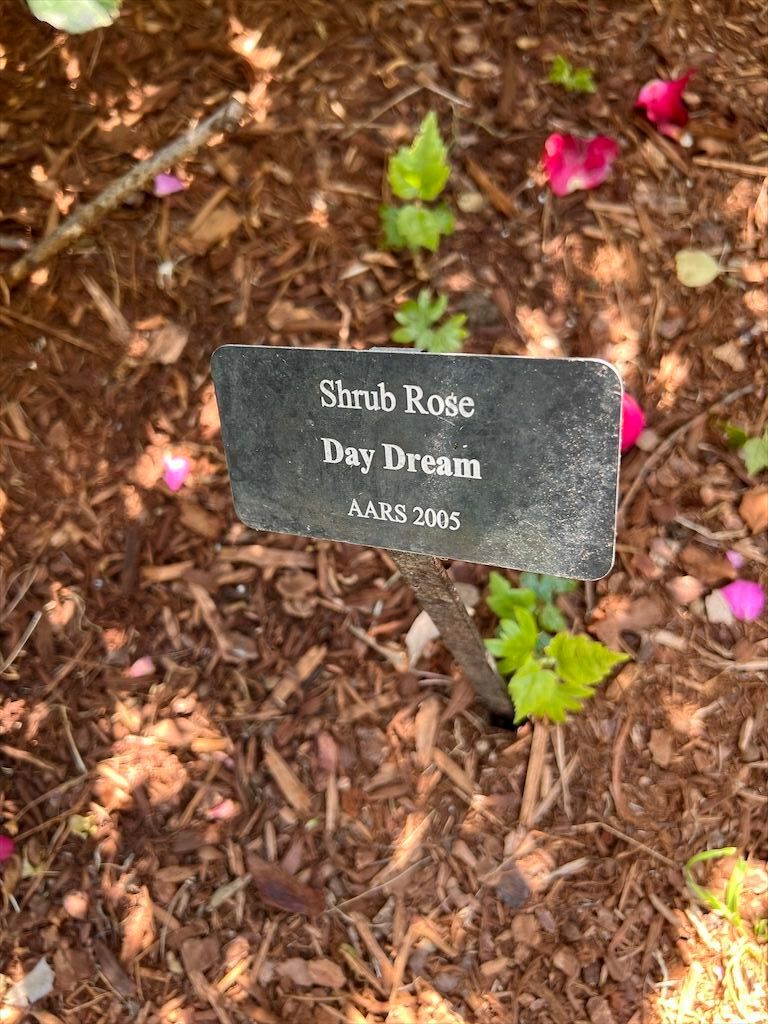 Shrub Rose
Day Dream
AARS 2005